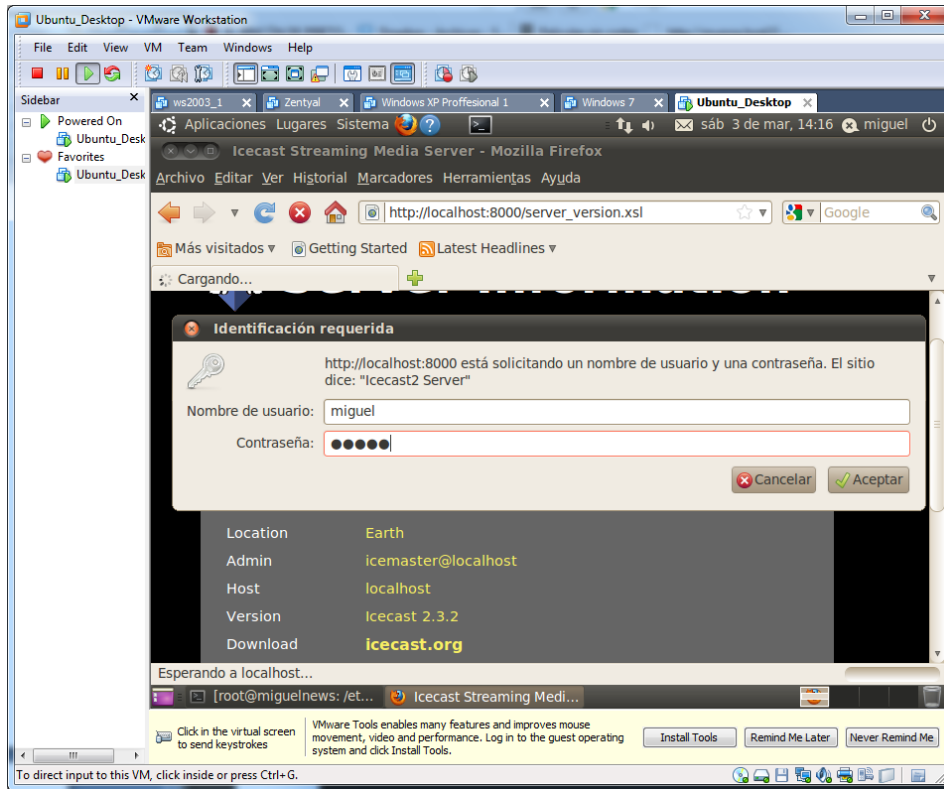 Ubuntu_Desktop - VMware Workstation
File Edit View VM Team Windows Help
Sidebar
Powered On
Ubuntu_Desk
Favorites
Ubuntu_Desk
ws2003_1 Zentyal Windows XP Proffesional 1 Windows 7 Ubuntu_Desktop
Aplicaciones Lugares Sistema sáb 3 de mar, 14:16 miguel
Icecast Streaming Media Server - Mozilla Firefox
Archivo Editar Ver Historial Marcadores Herramientas Ayuda
http://localhost:8000/server_version.xsl Google
Más visitados Getting Started Latest Headlines
Cargando...
Server Information
Identificación requerida
http://localhost:8000 está solicitando un nombre de usuario y una contraseña. El sitio
dice: "Icecast2 Server"
Nombre de usuario: miguel
Contraseña: ●●●●●
Cancelar Aceptar
Location Earth
Admin icemaster@localhost
Host localhost
Version Icecast 2.3.2
Download icecast.org
Esperando a localhost...
[root@miguelnews: /et... Icecast Streaming Medi...
Click in the virtual screen
to send keystrokes
VMware Tools enables many features and improves mouse
movement, video and performance. Log in to the guest operating
system and click Install Tools.
Install Tools Remind Me Later Never Remind Me
To direct input to this VM, click inside or press Ctrl+G.